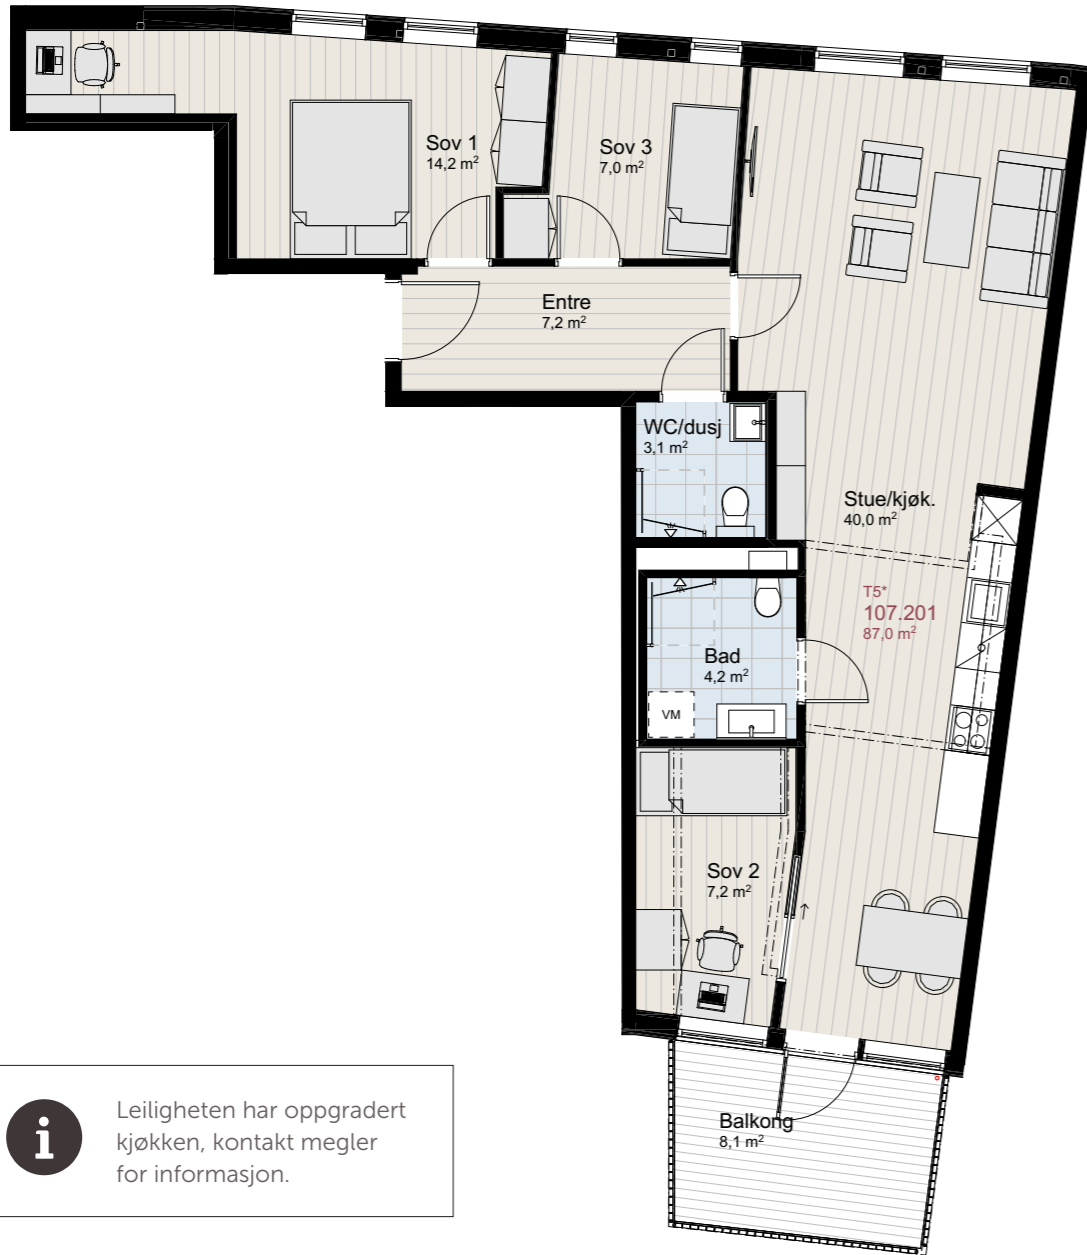 Sov 1
14,2 m²
Sov 3
7,0 m²
Entre
7,2 m²
WC/dusj
3,1 m²
Stue/kjøk.
40,0 m²
T5*
107.201
87,0 m²
Bad
4,2 m²
VM
Sov 2
7,2 m²
Balkong
8,1 m²
i
Leiligheten har oppgradert
kjøkken, kontakt megler
for informasjon.